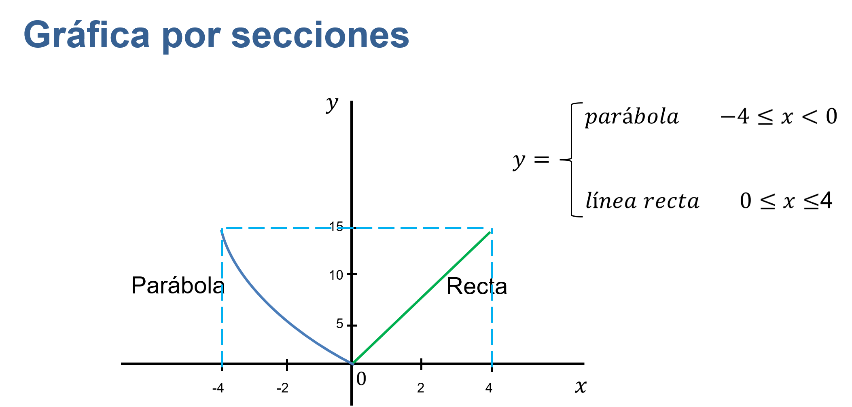 Gráfica por secciones
y
parábola −4 ≤ x < 0
y =
línea recta 0 ≤ x ≤4
15
10
Parábola
Recta
5
0
-4
-2
2
4
x